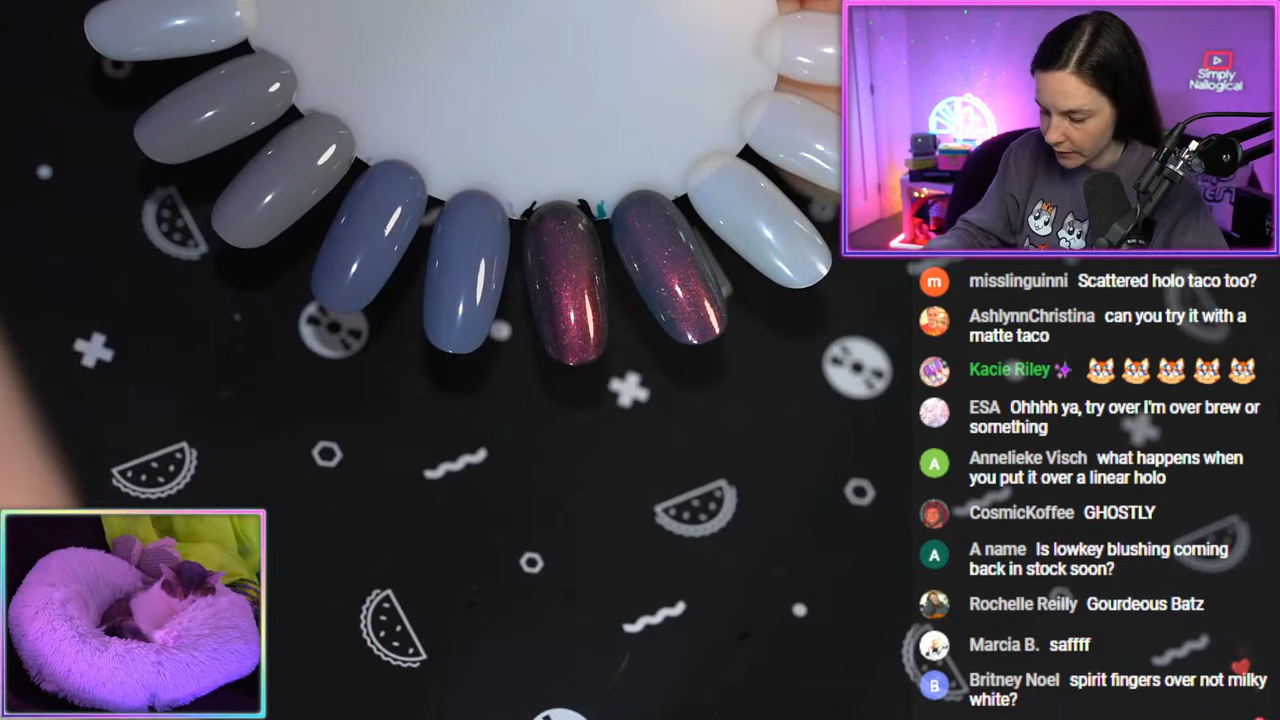 Simply
Nailogical
misslinguinni Scattered holo taco too?
AshlynnChristina can you try it with a
matte taco
Kacie Riley
ESA Ohhhh ya, try over I'm over brew or
something
Annelieke Visch what happens when
you put it over a linear holo
CosmicKoffee GHOSTLY
A name Is lowkey blushing coming
back in stock soon?
Rochelle Reilly Gourdeous Batz
Marcia B. saffff
Britney Noel spirit fingers over not milky
white?
m
A
A
B